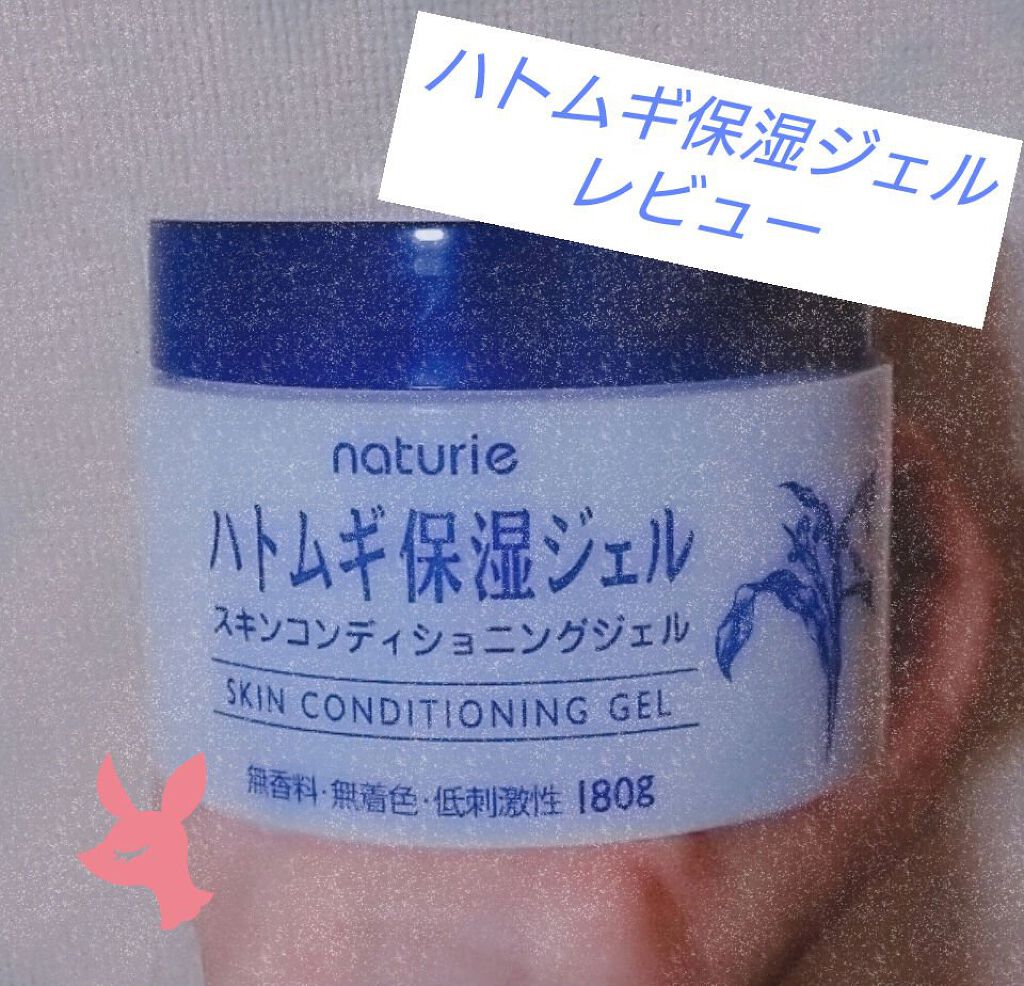 ハトムギ保湿ジェル
レビュー
naturie
ハトムギ保湿ジェル
スキンコンディショニングジェル
SKIN CONDITIONING GEL
無香料・無着色・低刺激性 180g